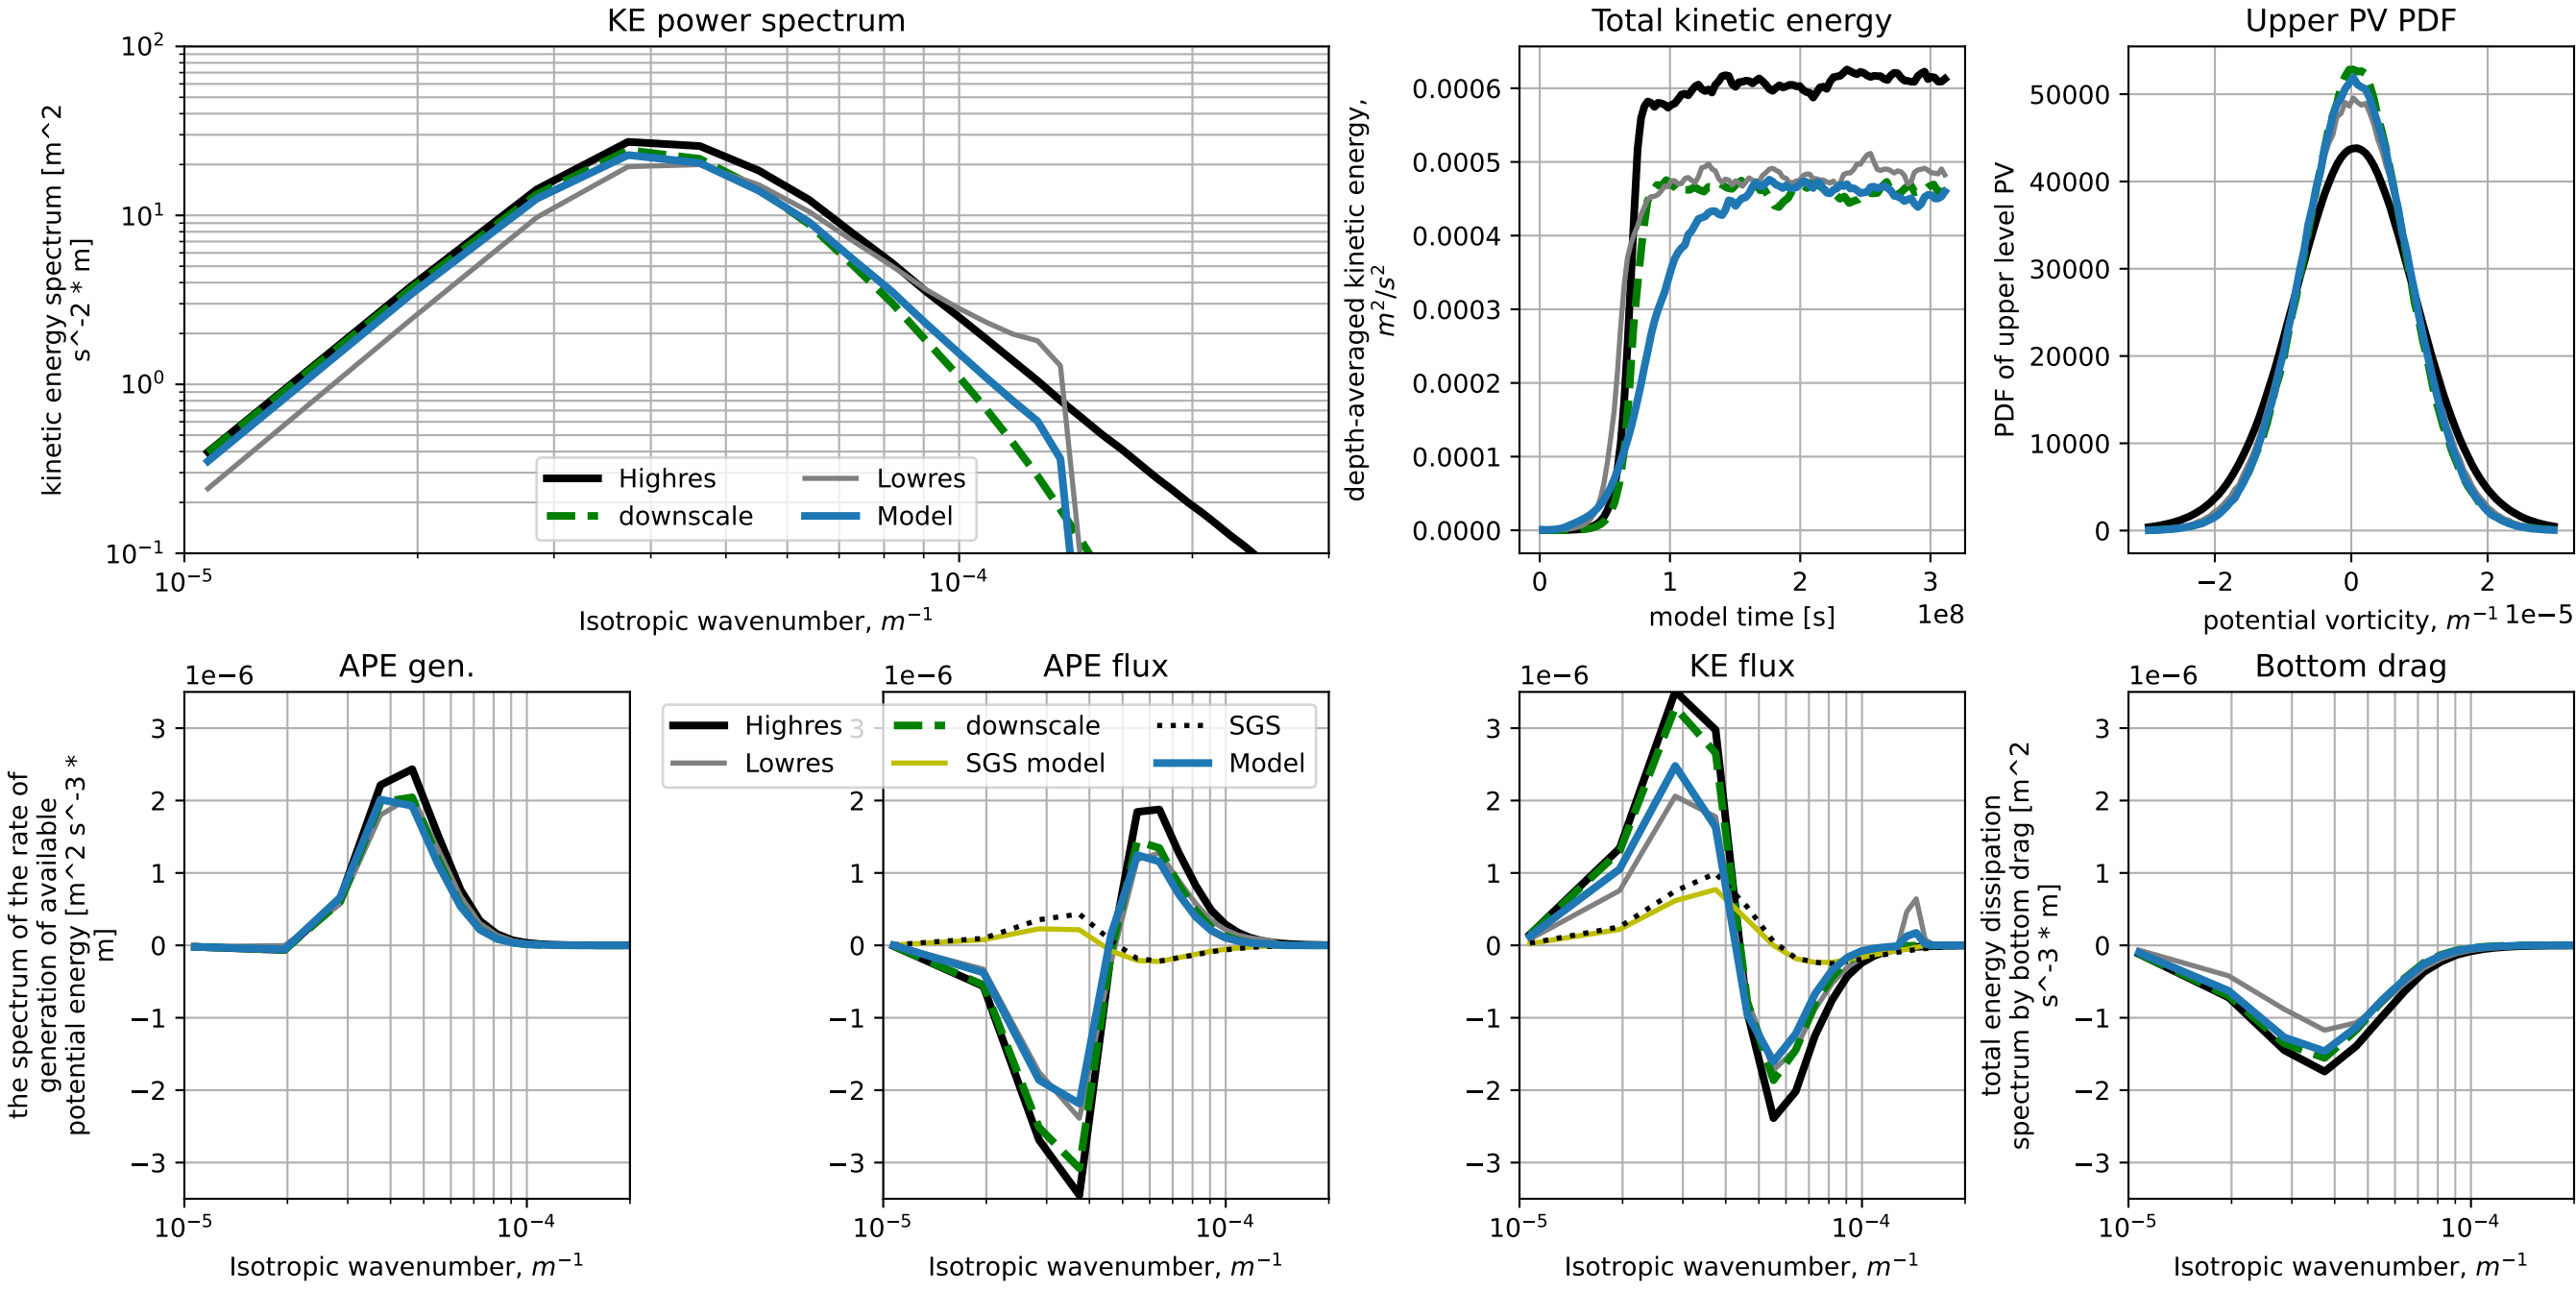 KE power spectrum
kinetic energy spectrum [m^2
s^-2 * m]
10²
10¹
10⁰
10⁻¹
10⁻⁵
10⁻⁴
Isotropic wavenumber, m⁻¹
Highres
downscale
Lowres
Model
Total kinetic energy
depth-averaged kinetic energy,
m²/s²
0.0006
0.0005
0.0004
0.0003
0.0002
0.0001
0.0000
0
1
2
3
1e8
model time [s]
Upper PV PDF
PDF of upper level PV
50000
40000
30000
20000
10000
0
−2
0
2
1e−5
potential vorticity, m⁻¹
APE gen.
1e−6
the spectrum of the rate of
generation of available
potential energy [m^2 s^-3 *
m]
3
2
1
0
−1
−2
−3
10⁻⁵
10⁻⁴
Isotropic wavenumber, m⁻¹
APE flux
1e−6
Highres
Lowres
downscale
SGS model
SGS
Model
3
2
1
0
−1
−2
−3
10⁻⁵
10⁻⁴
Isotropic wavenumber, m⁻¹
KE flux
1e−6
3
2
1
0
−1
−2
−3
10⁻⁵
10⁻⁴
Isotropic wavenumber, m⁻¹
Bottom drag
1e−6
total energy dissipation
spectrum by bottom drag [m^2
s^-3 * m]
3
2
1
0
−1
−2
−3
10⁻⁵
10⁻⁴
Isotropic wavenumber, m⁻¹